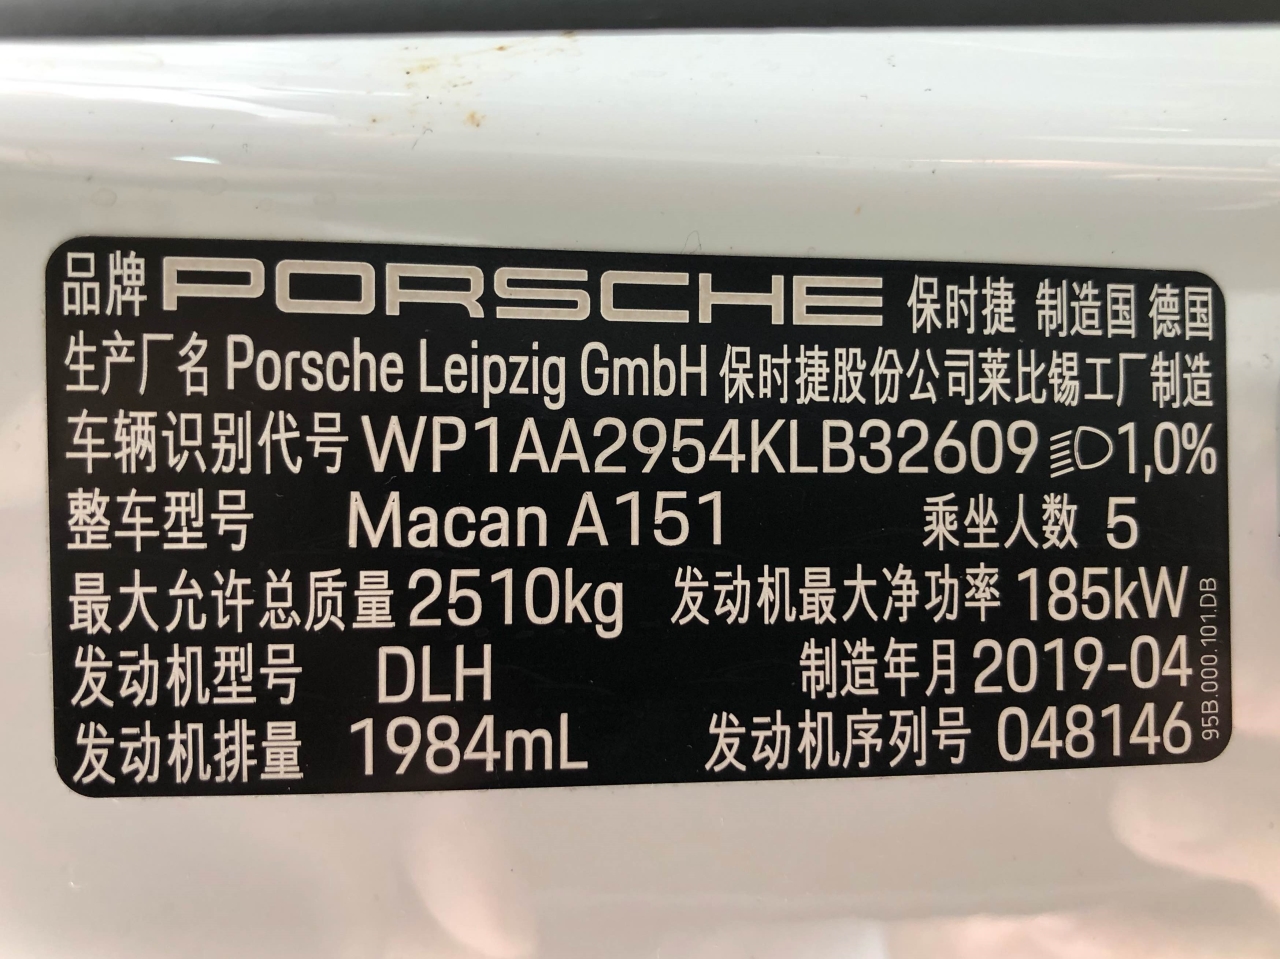 品牌 PORSCHE 保时捷 制造国 德国
生产厂名 Porsche Leipzig GmbH 保时捷股份公司莱比锡工厂制造
车辆识别代号 WP1AA2954KLB32609 1,0%
整车型号 Macan A151 乘坐人数 5
最大允许总质量 2510kg 发动机最大净功率 185kW
发动机型号 DLH 制造年月 2019-04
发动机排量 1984mL 发动机序列号 048146
95B.000.101.DB